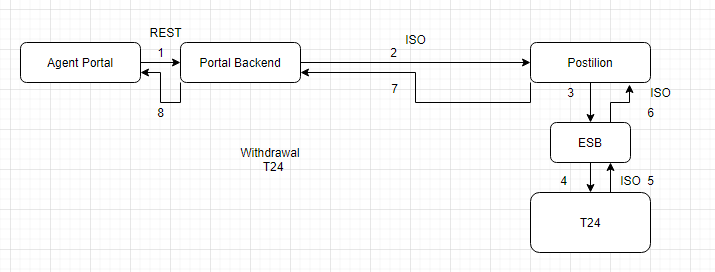 REST
ISO
1
2
Agent Portal
Portal Backend
Postilion
7
3
ISO
8
6
ESB
Withdrawal
T24
4
ISO
5
T24